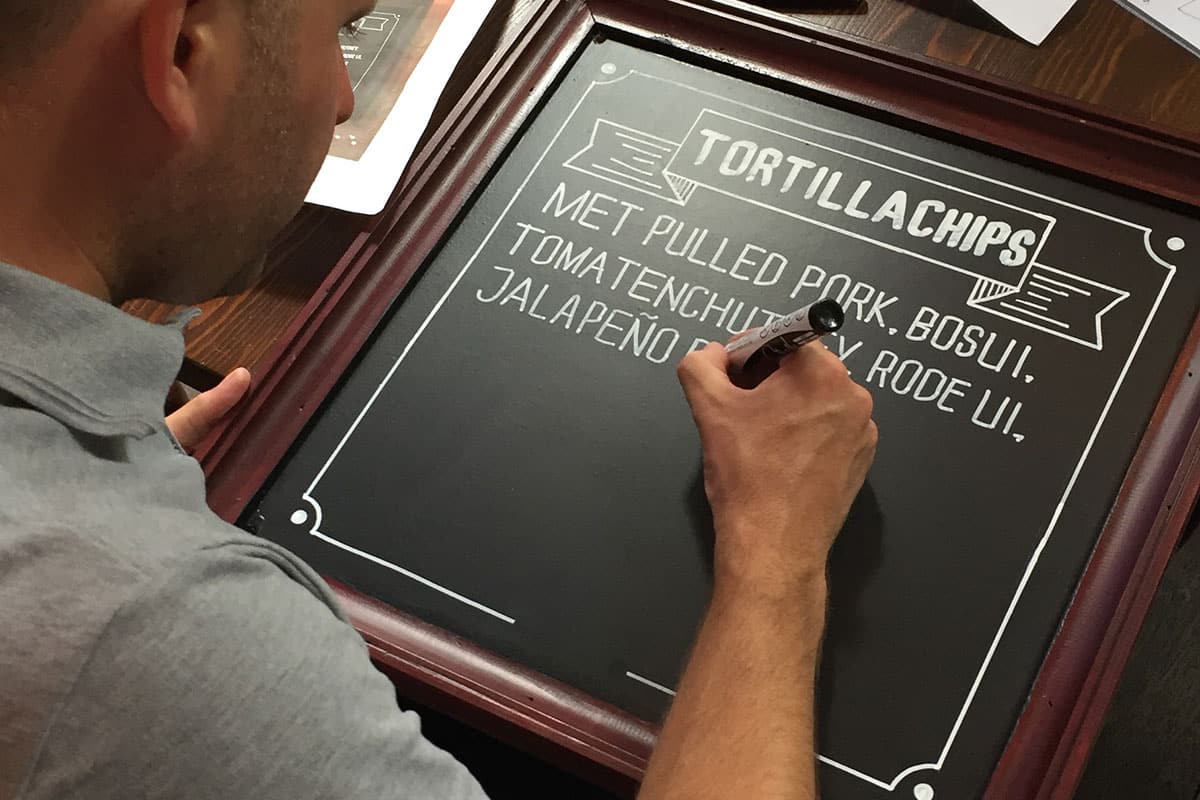 TORTILLACHIPS
MET PULLED PORK, BOSUI,
RODE UI,
JALAPEÑO